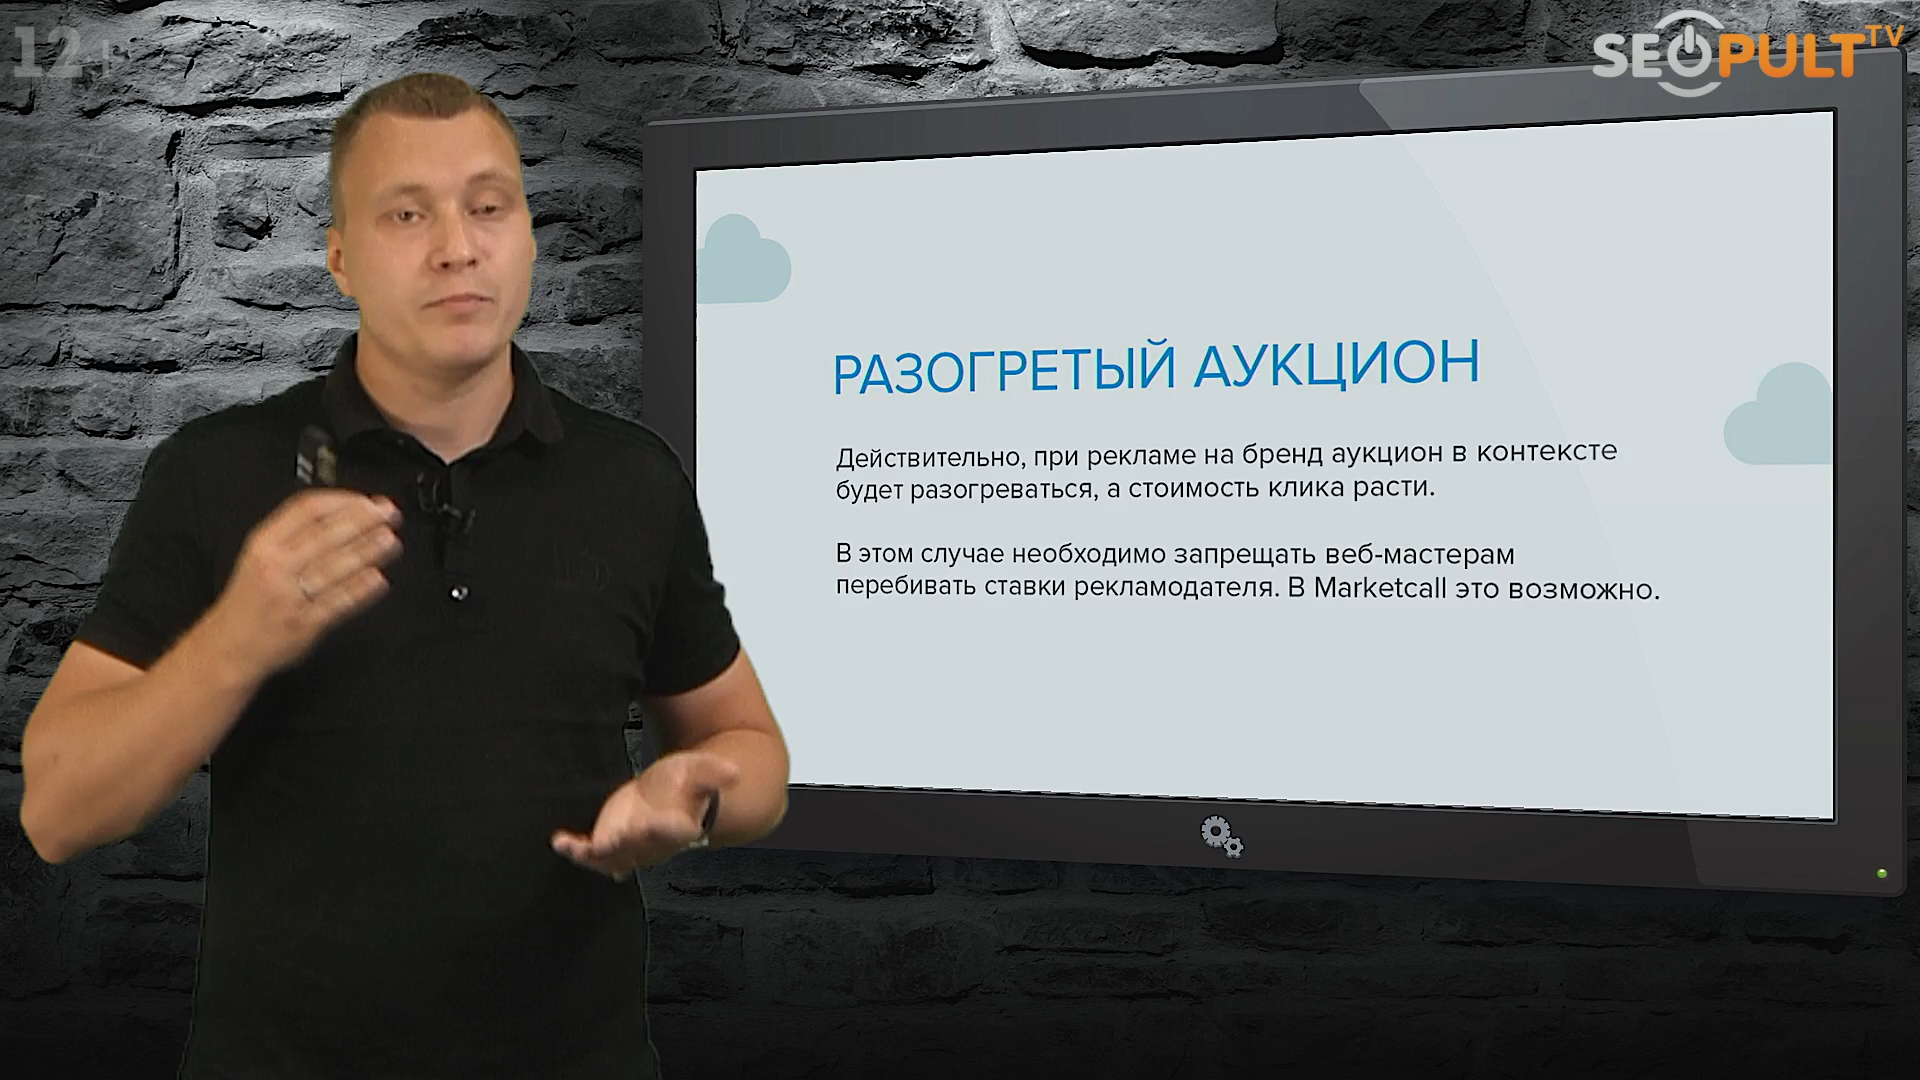 12+
SEOPULT TV
РАЗОГРЕТЫЙ АУКЦИОН
Действительно, при рекламе на бренд аукцион в контексте
будет разогреваться, а стоимость клика расти.
В этом случае необходимо запрещать веб-мастерам
перебивать ставки рекламодателя. В Marketcall это возможно.